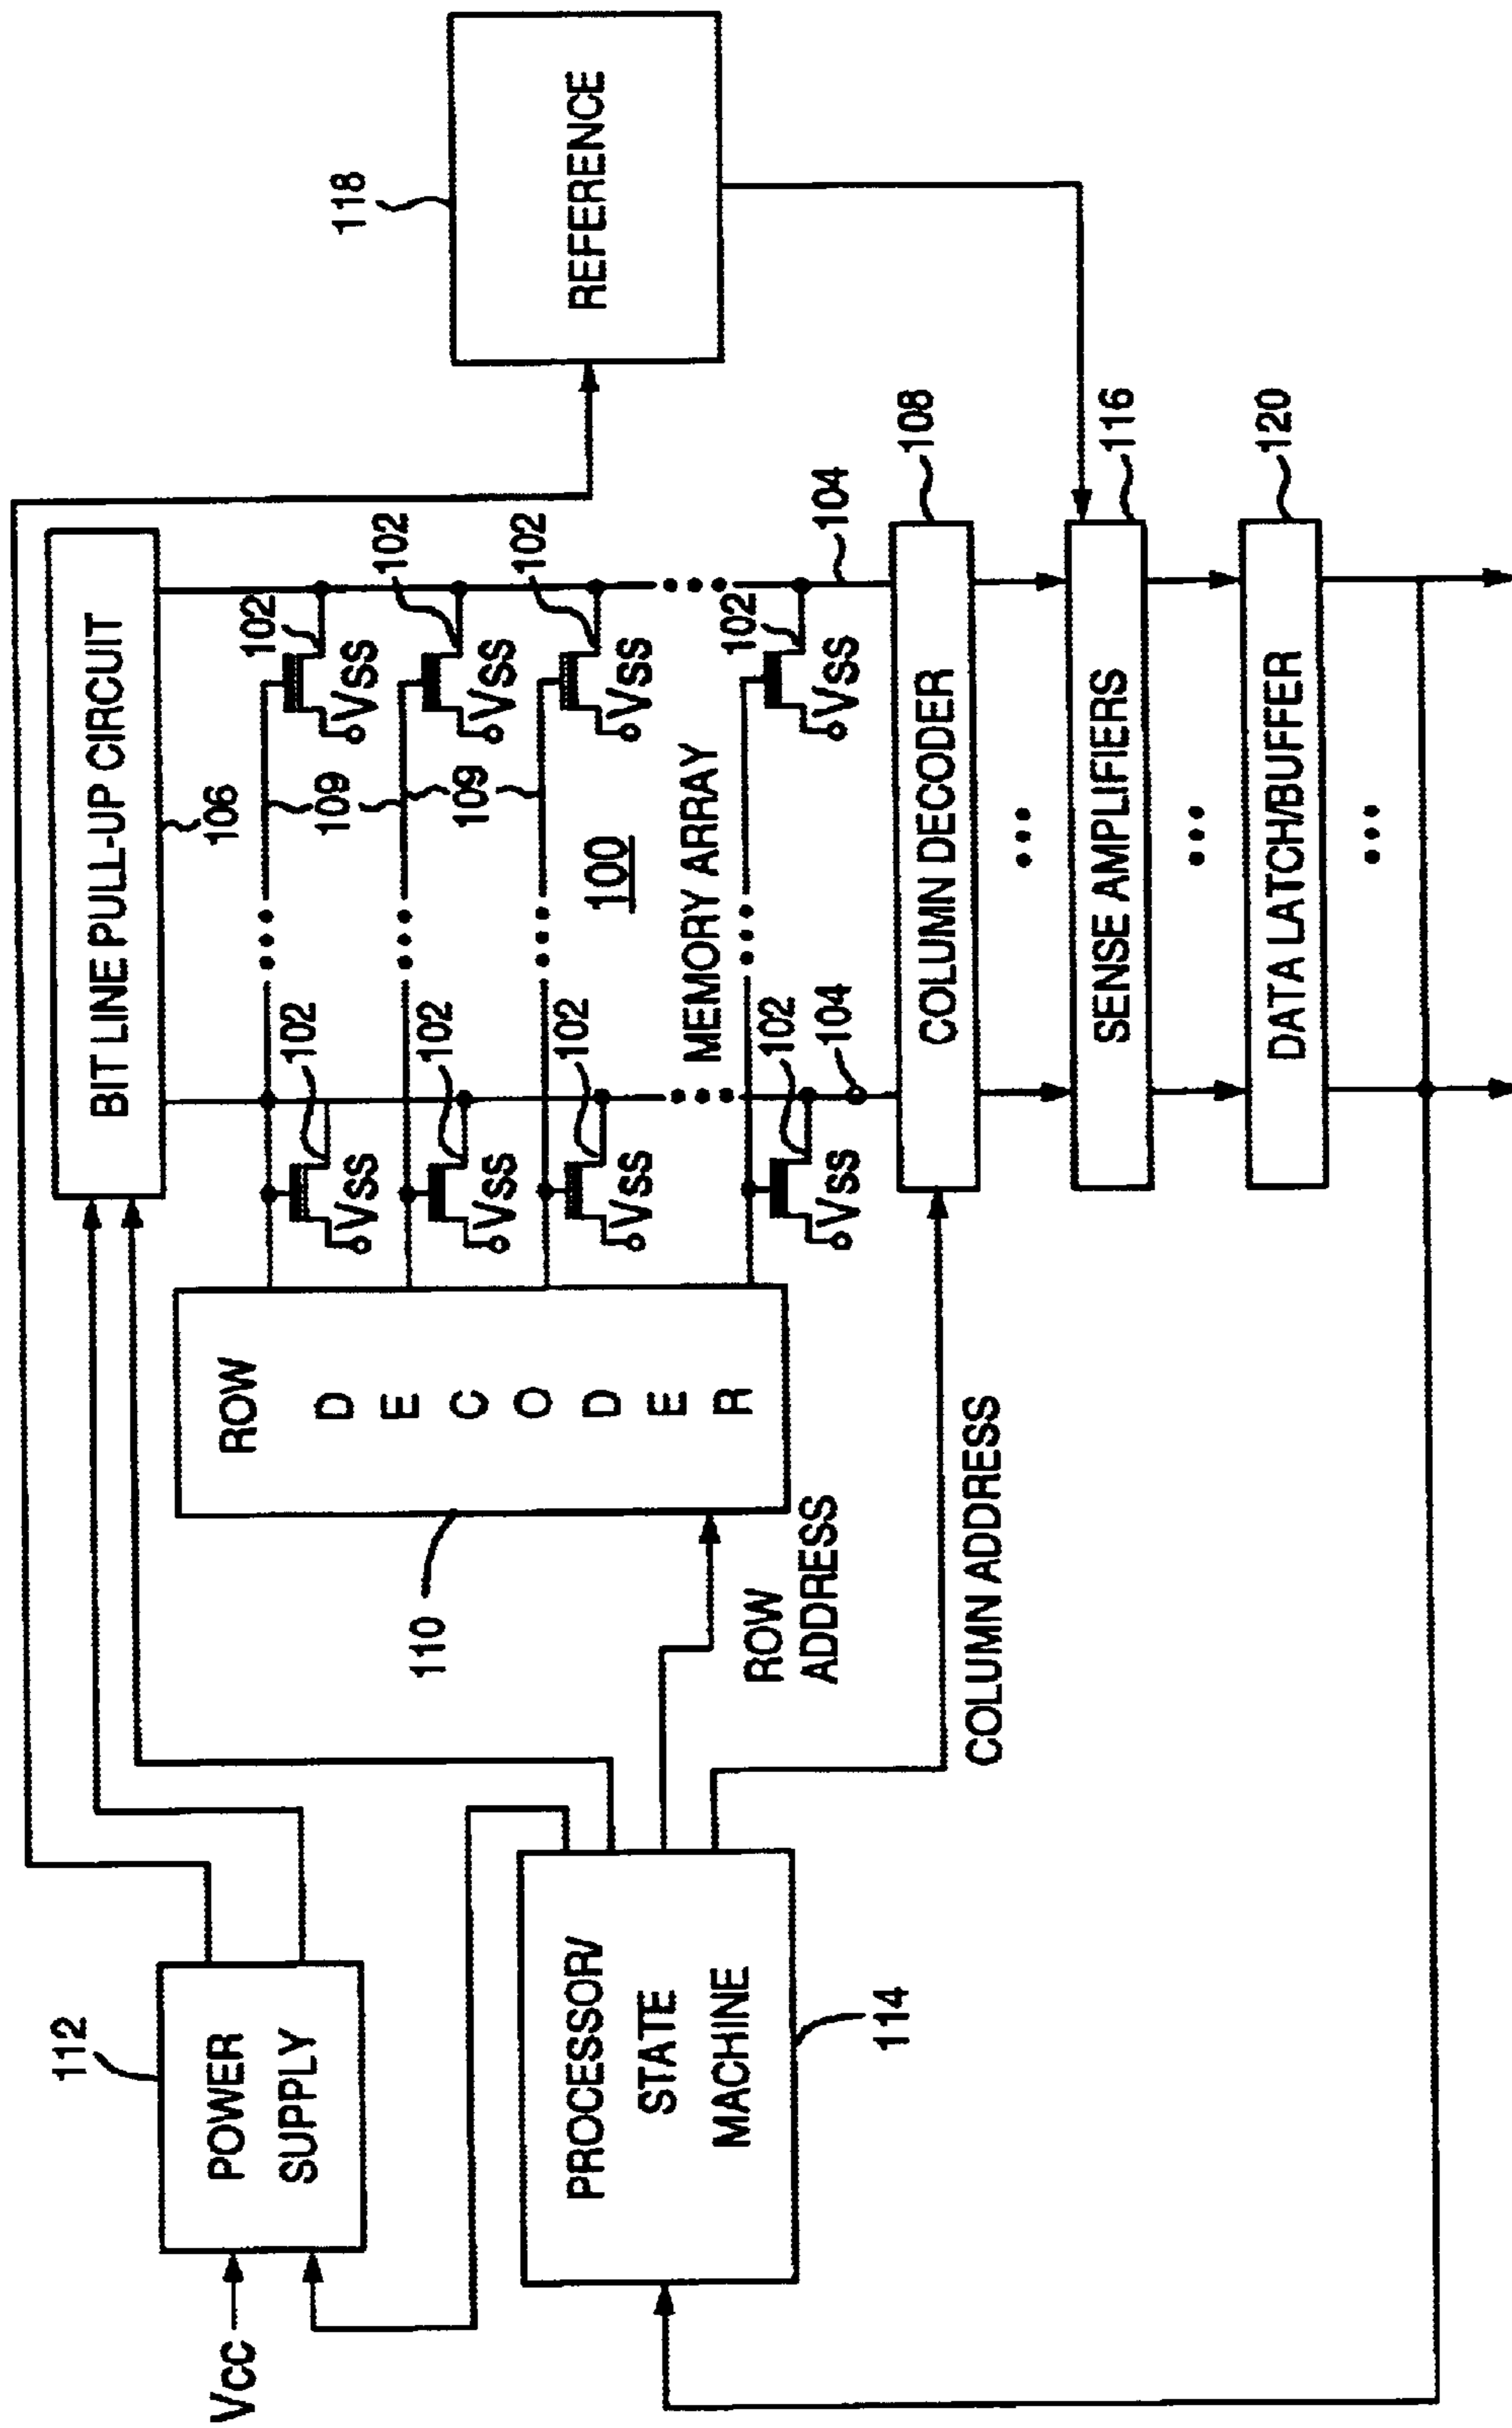 BIT LINE PULL-UP CIRCUIT
106
118
REFERENCE
112
POWER
SUPPLY
VCC
ROW
D
E
C
O
D
E
R
110
102
102
102
102
102
102
102
102
VSS
VSS
VSS
VSS
VSS
VSS
VSS
VSS
109
109
100
MEMORY ARRAY
104
104
PROCESSOR/
STATE
MACHINE
114
ROW
ADDRESS
COLUMN ADDRESS
COLUMN DECODER
108
SENSE AMPLIFIERS
116
DATA LATCH/BUFFER
120